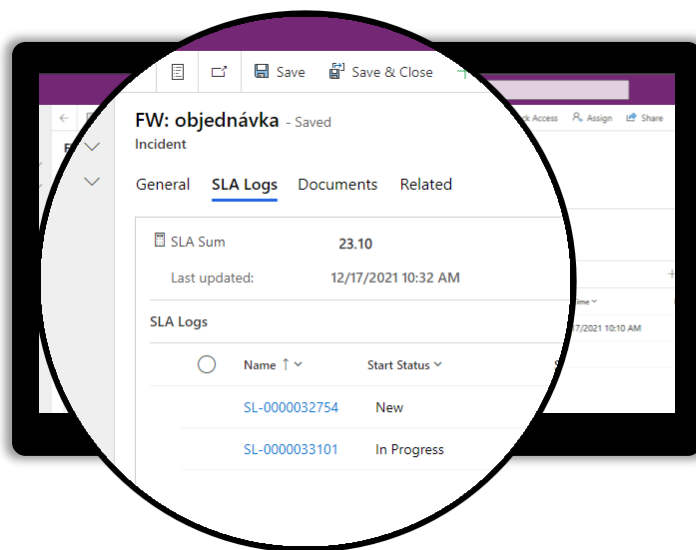 Save Save & Close
FW: objednávka - Saved
Incident
Access Assign Share
General SLA Logs Documents Related
SLA Sum 23.10
Last updated: 12/17/2021 10:32 AM
SLA Logs
Name Start Status
SL-0000032754 New
10:10 AM
SL-0000033101 In Progress